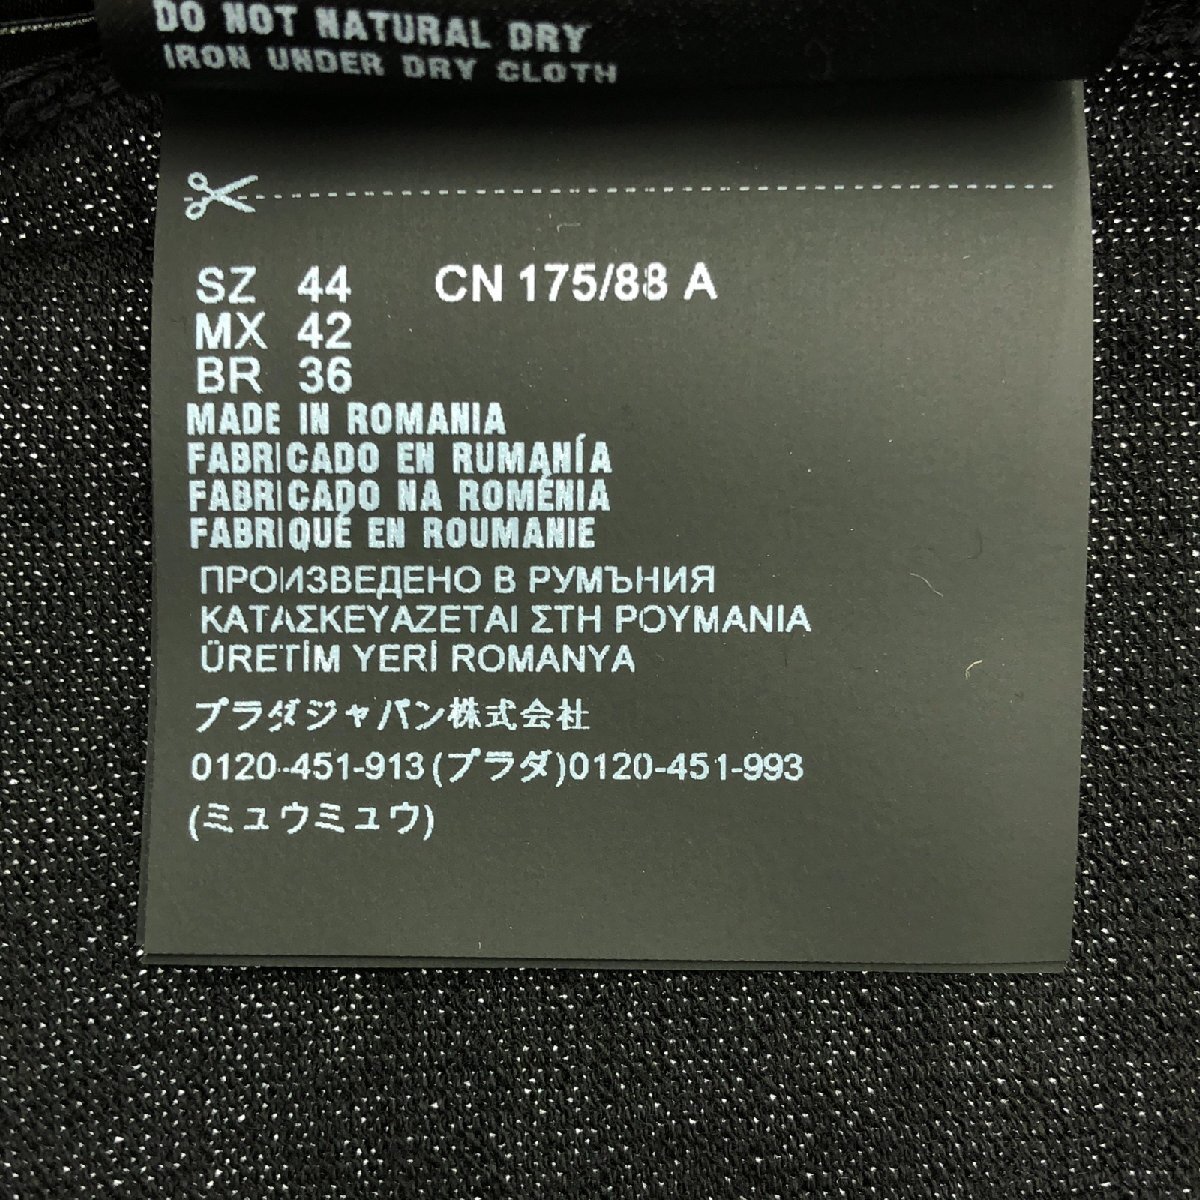 DO NOT NATURAL DRY
IRON UNDER DRY CLOTH
SZ 44 CN 175/88 A
MX 42
BR 36
MADE IN ROMANIA
FABRICADO EN RUMANÍA
FABRICADO NA ROMÉNIA
FABRIQUÉ EN ROUMANIE
ПРОИЗВЕДЕНО В РУМЪНИЯ
ΚΑΤΑΣΚΕΥΑΖΕΤΑΙ ΣΤΗ ΡΟΥΜΑΝΙΑ
ÜRETİM YERİ ROMANYA
プラダジャパン株式会社
0120-451-913(プラダ)0120-451-993
(ミュウミュウ)